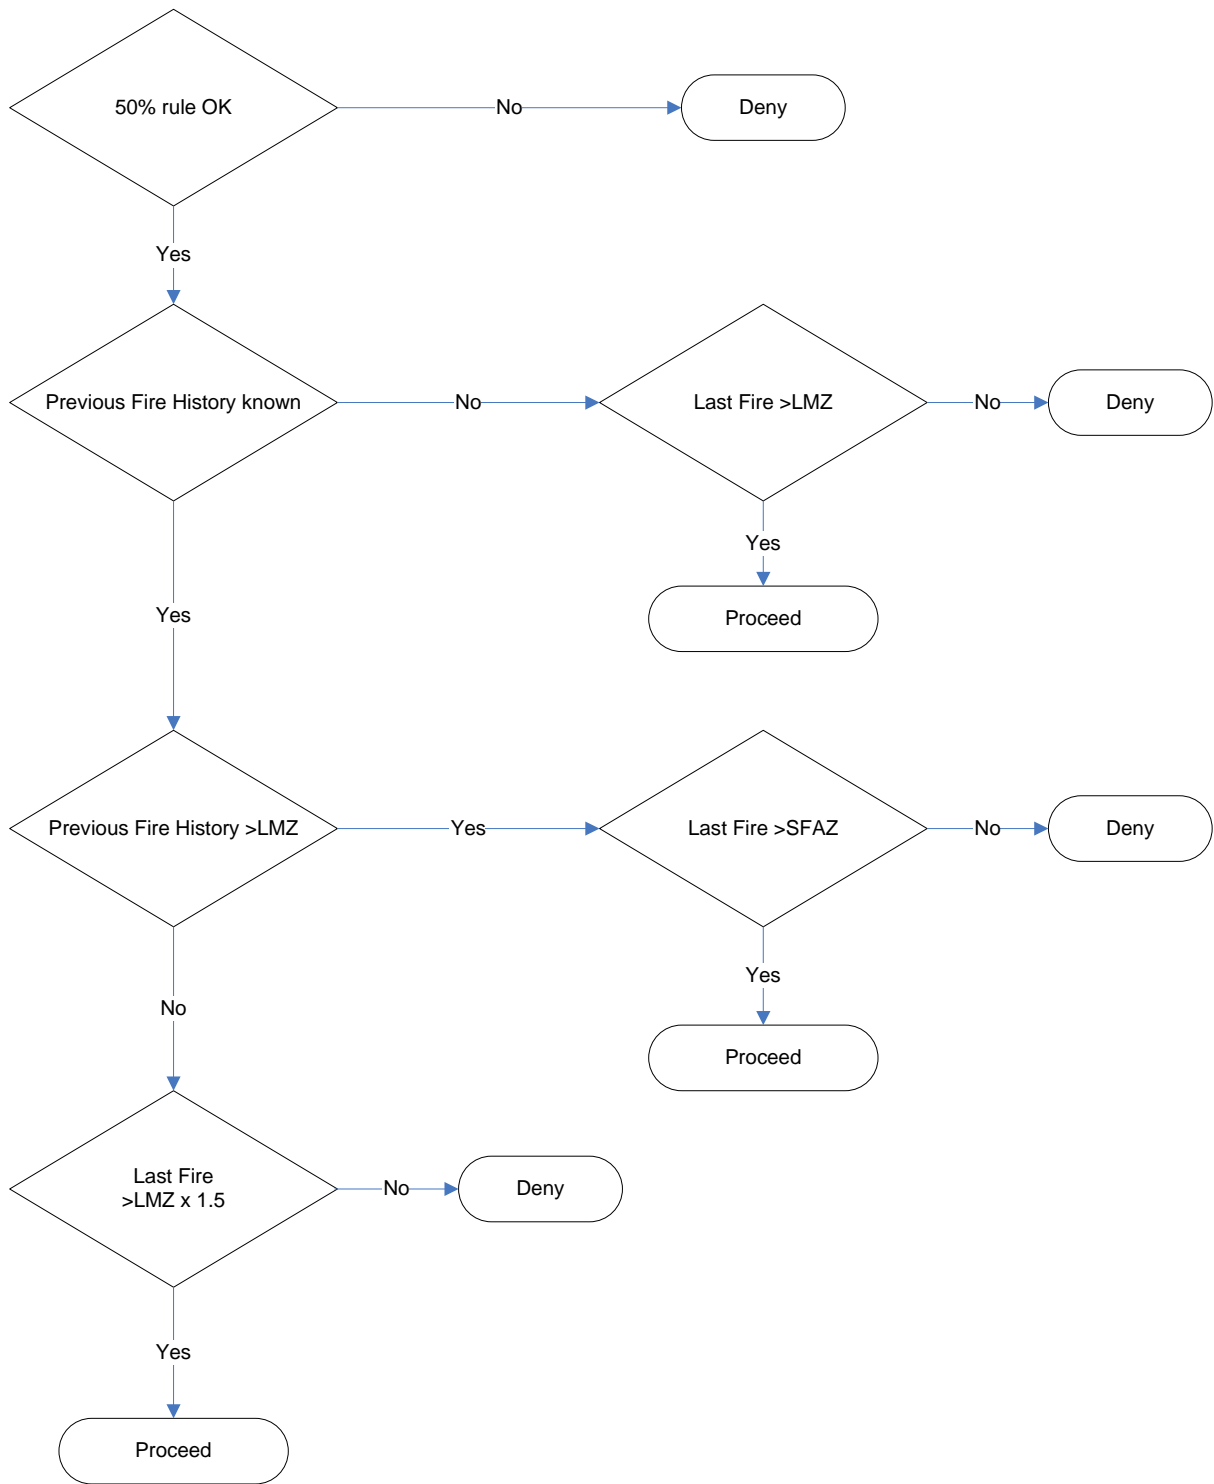 50% rule OK
No
Deny
Yes
Previous Fire History known
No
Last Fire >LMZ
No
Deny
Yes
Proceed
Yes
Previous Fire History >LMZ
Yes
Last Fire >SFAZ
No
Deny
Yes
Proceed
No
Last Fire
>LMZ x 1.5
No
Deny
Yes
Proceed